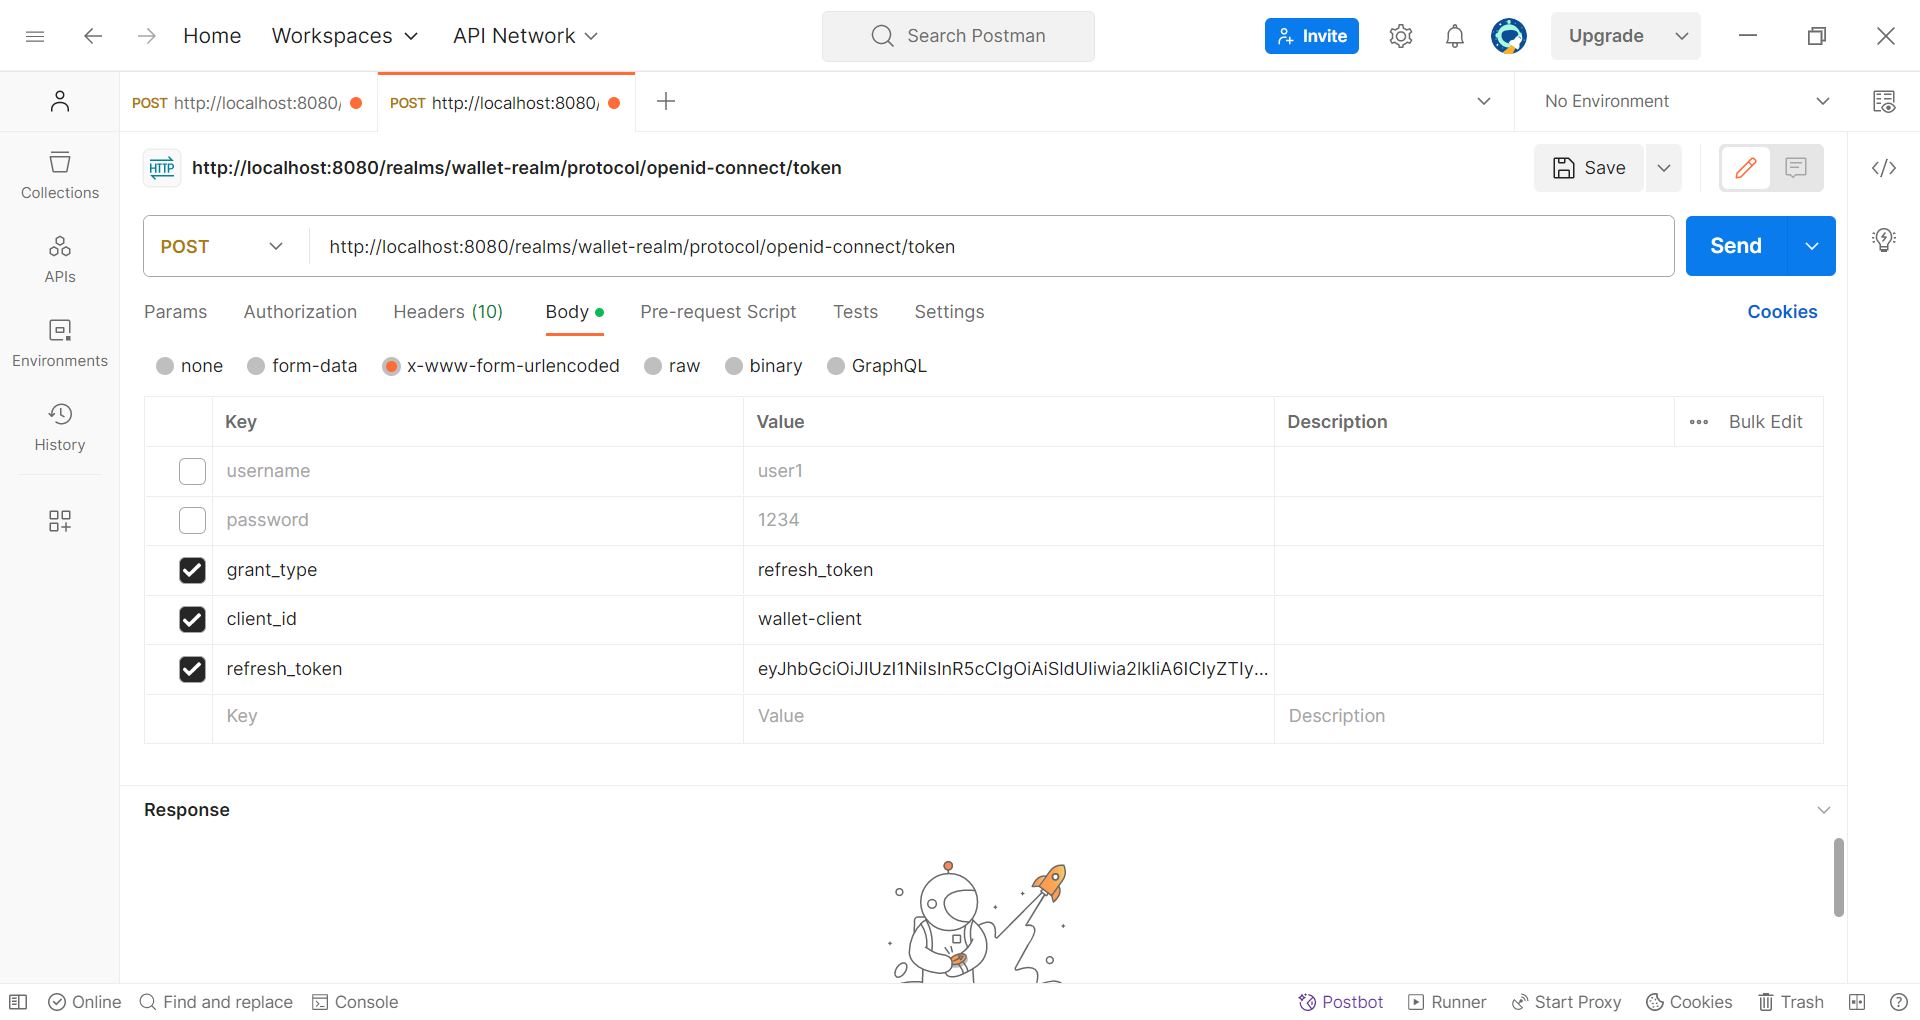 Home Workspaces API Network Search Postman Invite Upgrade
POST http://localhost:8080/ POST http://localhost:8080/ No Environment
HTTP http://localhost:8080/realms/wallet-realm/protocol/openid-connect/token Save
Collections
POST http://localhost:8080/realms/wallet-realm/protocol/openid-connect/token Send
APIs
Params Authorization Headers (10) Body Pre-request Script Tests Settings Cookies
Environments
none form-data x-www-form-urlencoded raw binary GraphQL
History
Key Value Description Bulk Edit
username user1
password 1234
grant_type refresh_token
client_id wallet-client
refresh_token eyJhbGciOiJIUzI1NiIsInR5cCIgOiAiSldUIiwia2lkIiA6ICIyZTIy...
Key Value Description
Response
Online Find and replace Console Postbot Runner Start Proxy Cookies Trash